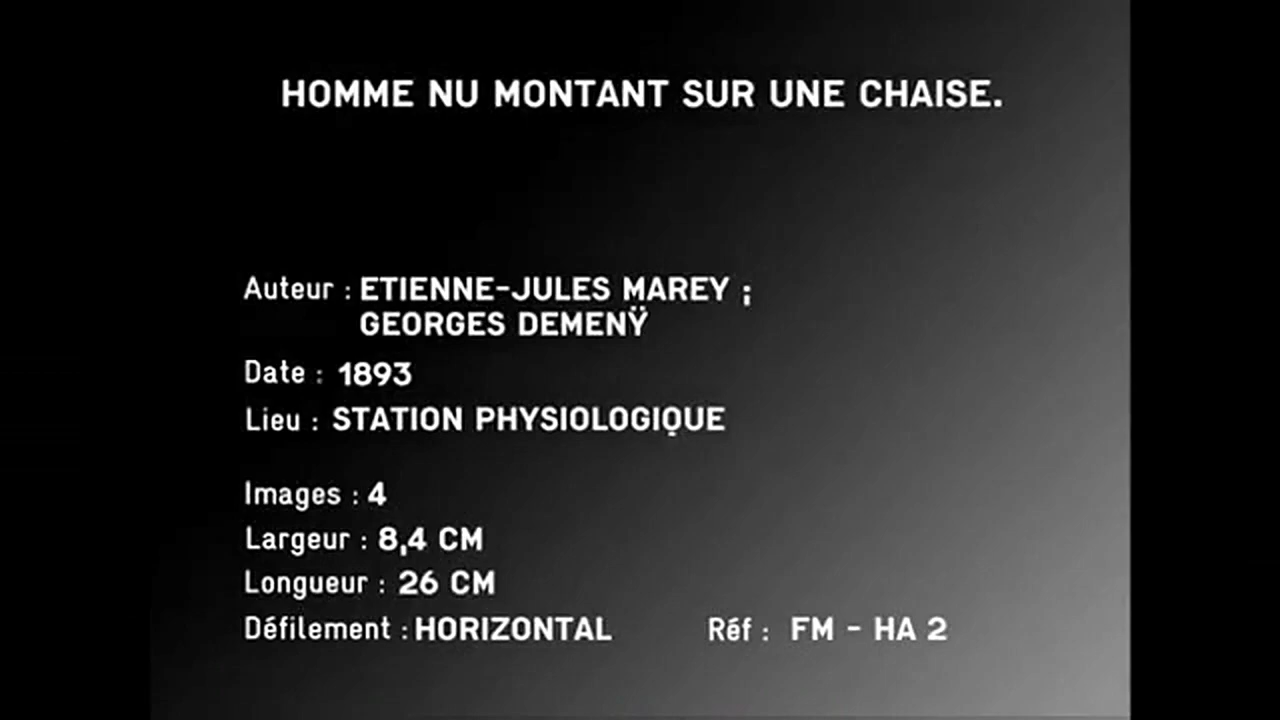 HOMME NU MONTANT SUR UNE CHAISE.
Auteur : ETIENNE-JULES MAREY ;
GEORGES DEMENŸ
Date : 1893
Lieu : STATION PHYSIOLOGIQUE
Images : 4
Largeur : 8,4 CM
Longueur : 26 CM
Défilement : HORIZONTAL Réf : FM - HA 2